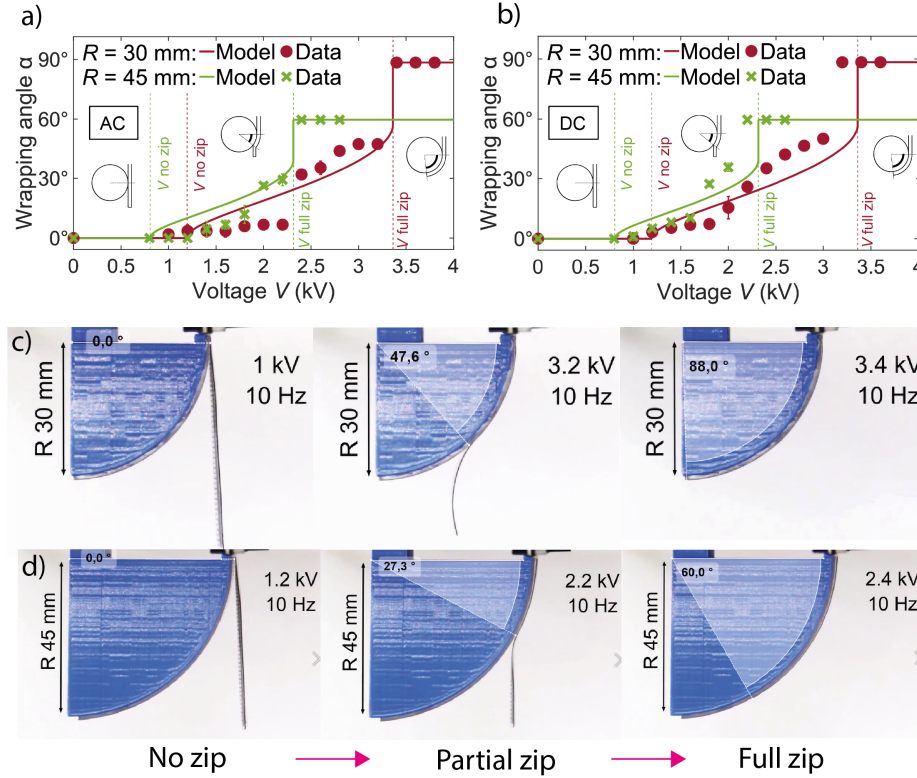 a)
R = 30 mm: Model Data
R = 45 mm: Model Data
AC
V no zip
V no zip
V full zip
V full zip
Wrapping angle α
90°
60°
30°
0°
0 0.5 1 1.5 2 2.5 3 3.5 4
Voltage V (kV)
b)
R = 30 mm: Model Data
R = 45 mm: Model Data
DC
V no zip
V no zip
V full zip
V full zip
Wrapping angle α
90°
60°
30°
0°
0 0.5 1 1.5 2 2.5 3 3.5 4
Voltage V (kV)
c)
R 30 mm
0,0 °
1 kV
10 Hz
R 30 mm
47,6 °
3.2 kV
10 Hz
R 30 mm
88,0 °
3.4 kV
10 Hz
d)
R 45 mm
0,0 °
1.2 kV
10 Hz
R 45 mm
27,3 °
2.2 kV
10 Hz
R 45 mm
60,0 °
2.4 kV
10 Hz
No zip Partial zip Full zip